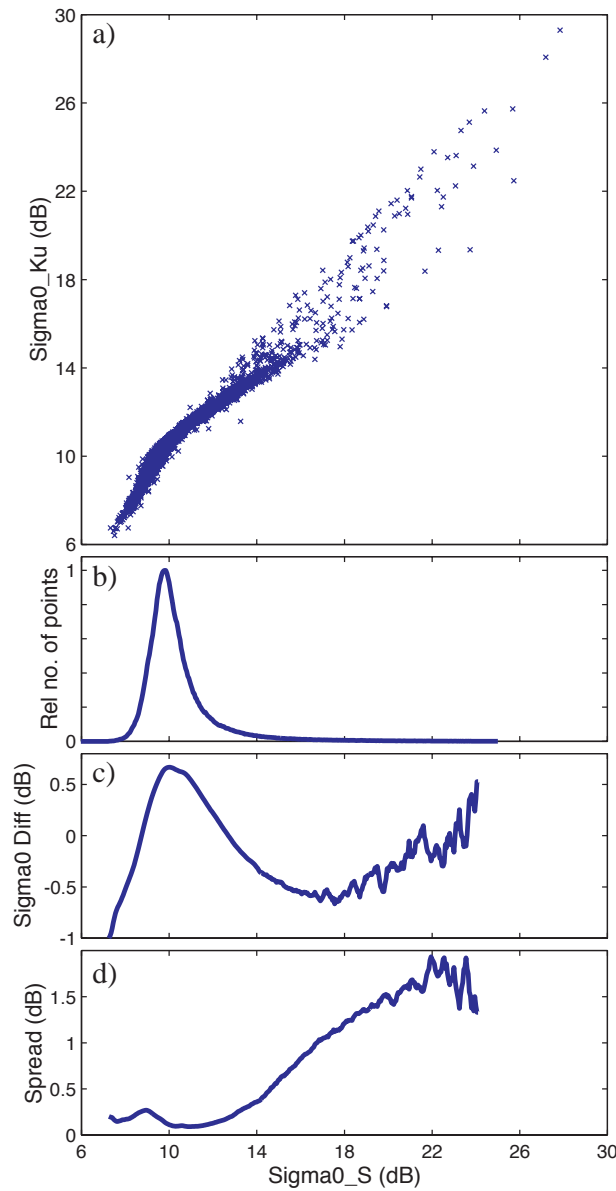 30
a)
26
22
18
14
10
6
Sigma0_Ku (dB)
b)
1
0
Rel no. of points
c)
0.5
0
-0.5
-1
Sigma0 Diff (dB)
d)
1.5
1
0.5
0
Spread (dB)
6 10 14 18 22 26 30
Sigma0_S (dB)